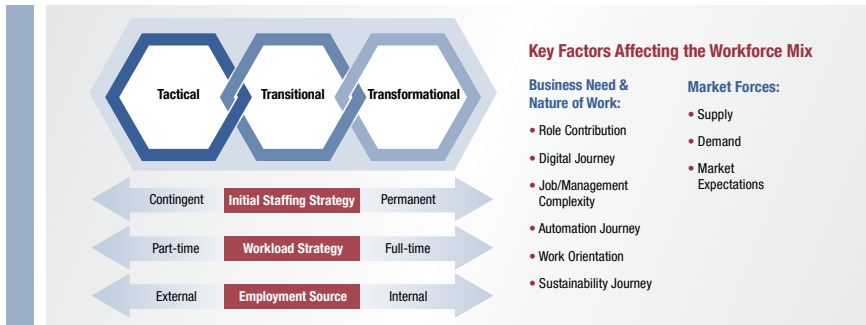 Tactical
Transitional
Transformational
Contingent
Initial Staffing Strategy
Permanent
Part-time
Workload Strategy
Full-time
External
Employment Source
Internal
Key Factors Affecting the Workforce Mix
Business Need &
Nature of Work:
• Role Contribution
• Digital Journey
• Job/Management
Complexity
• Automation Journey
• Work Orientation
• Sustainability Journey
Market Forces:
• Supply
• Demand
• Market
Expectations